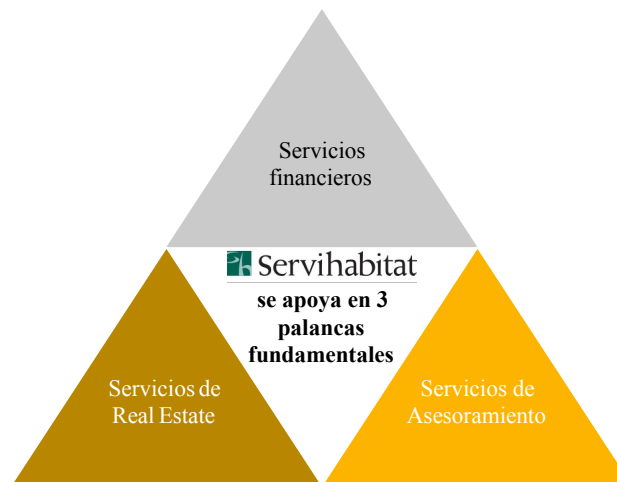 Servicios
financieros
Servihabitat
se apoya en 3
palancas
fundamentales
Servicios de
Real Estate
Servicios de
Asesoramiento